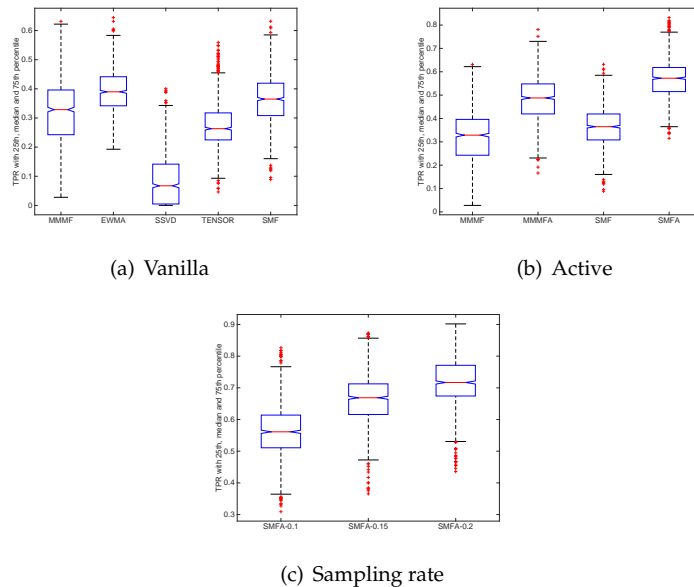 TPR with 25th, median and 75th percentile
0.6
0.5
0.4
0.3
0.2
0.1
0
MMMF EWMA SSVD TENSOR SMF
(a) Vanilla
TPR with 25th, median and 75th percentile
0.8
0.7
0.6
0.5
0.4
0.3
0.2
0.1
0
MMMF MMMFA SMF SMFA
(b) Active
TPR with 25th, median and 75th percentile
0.9
0.8
0.7
0.6
0.5
0.4
0.3
SMFA-0.1 SMFA-0.15 SMFA-0.2
(c) Sampling rate